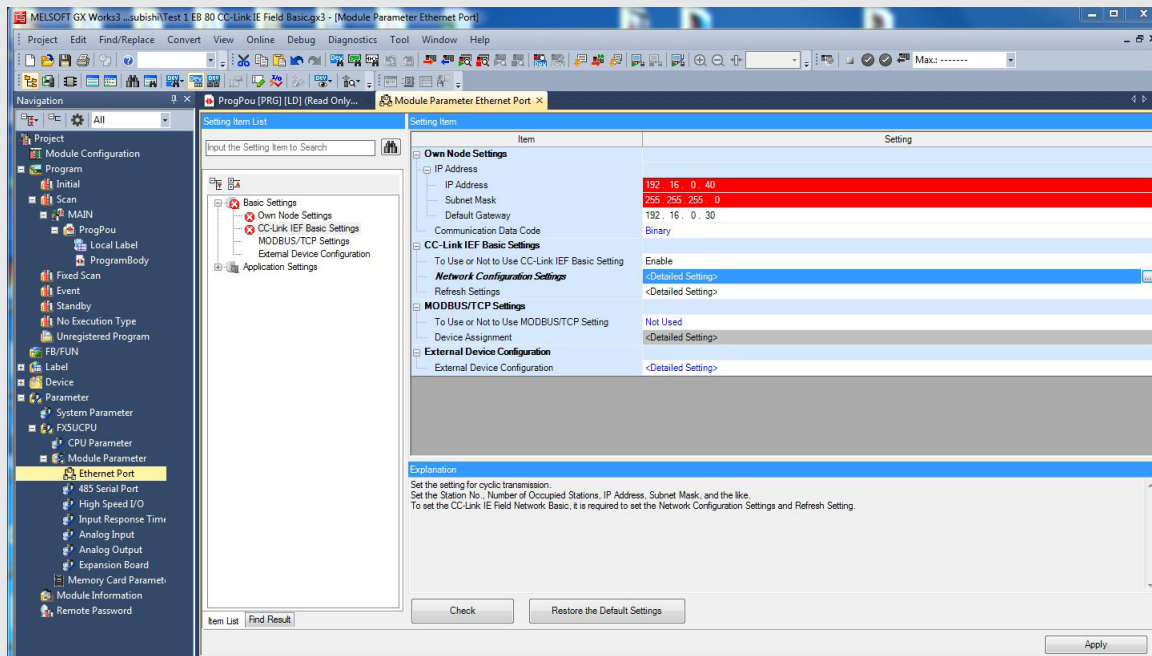 MELSOFT GX Works3 ...subishi\Test 1 EB 80 CC-Link IE Field Basic.gx3 - [Module Parameter Ethernet Port]
Project Edit Find/Replace Convert View Online Debug Diagnostics Tool Window Help
Max.: -------
Navigation
ProgPou [PRG] [LD] (Read Only...
Module Parameter Ethernet Port
All
Project
Module Configuration
Program
Initial
Scan
MAIN
ProgPou
Local Label
ProgramBody
Fixed Scan
Event
Standby
No Execution Type
Unregistered Program
FB/FUN
Label
Device
Parameter
System Parameter
FX5UCPU
CPU Parameter
Module Parameter
Ethernet Port
485 Serial Port
High Speed I/O
Input Response Time
Analog Input
Analog Output
Expansion Board
Memory Card Paramet
Module Information
Remote Password
Setting Item List
Input the Setting Item to Search
Basic Settings
Own Node Settings
CC-Link IEF Basic Settings
MODBUS/TCP Settings
External Device Configuration
Application Settings
Item List Find Result
Setting Item
Item Setting
Own Node Settings
IP Address
IP Address 192 . 16 . 0 . 40
Subnet Mask 255 . 255 . 255 . 0
Default Gateway 192 . 16 . 0 . 30
Communication Data Code Binary
CC-Link IEF Basic Settings
To Use or Not to Use CC-Link IEF Basic Setting Enable
Network Configuration Settings <Detailed Setting>
Refresh Settings <Detailed Setting>
MODBUS/TCP Settings
To Use or Not to Use MODBUS/TCP Setting Not Used
Device Assignment <Detailed Setting>
External Device Configuration
External Device Configuration <Detailed Setting>
Explanation
Set the setting for cyclic transmission.
Set the Station No., Number of Occupied Stations, IP Address, Subnet Mask, and the like.
To set the CC-Link IE Field Network Basic, it is required to set the Network Configuration Settings and Refresh Setting.
Check Restore the Default Settings
Apply